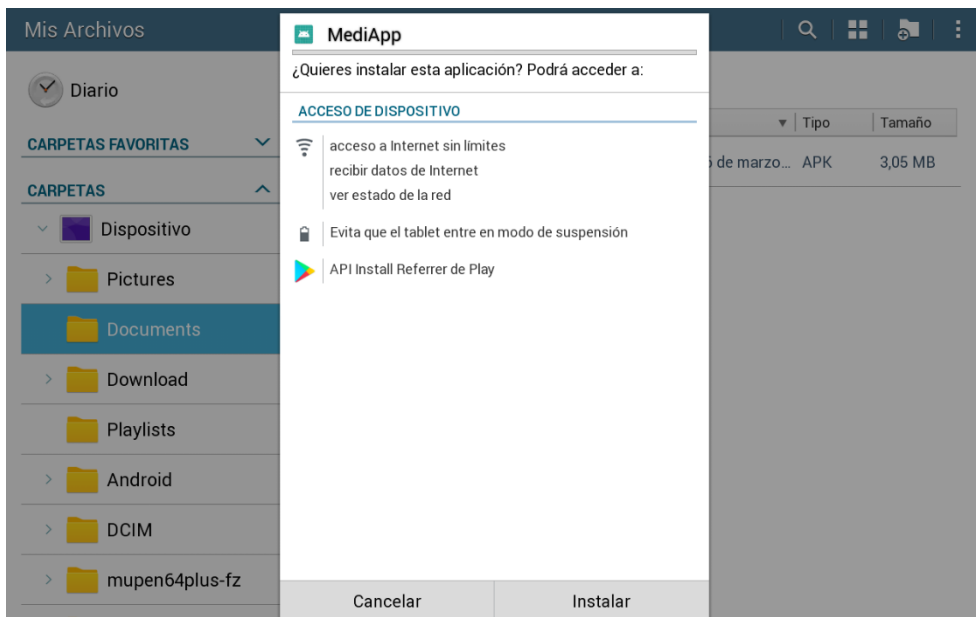 Mis Archivos
Diario
CARPETAS FAVORITAS
CARPETAS
Dispositivo
Pictures
Documents
Download
Playlists
Android
DCIM
mupen64plus-fz
MediApp
¿Quieres instalar esta aplicación? Podrá acceder a:
ACCESO DE DISPOSITIVO
acceso a Internet sin límites
recibir datos de Internet
ver estado de la red
Evita que el tablet entre en modo de suspensión
API Install Referrer de Play
Cancelar Instalar
Tipo Tamaño
de marzo... APK 3,05 MB